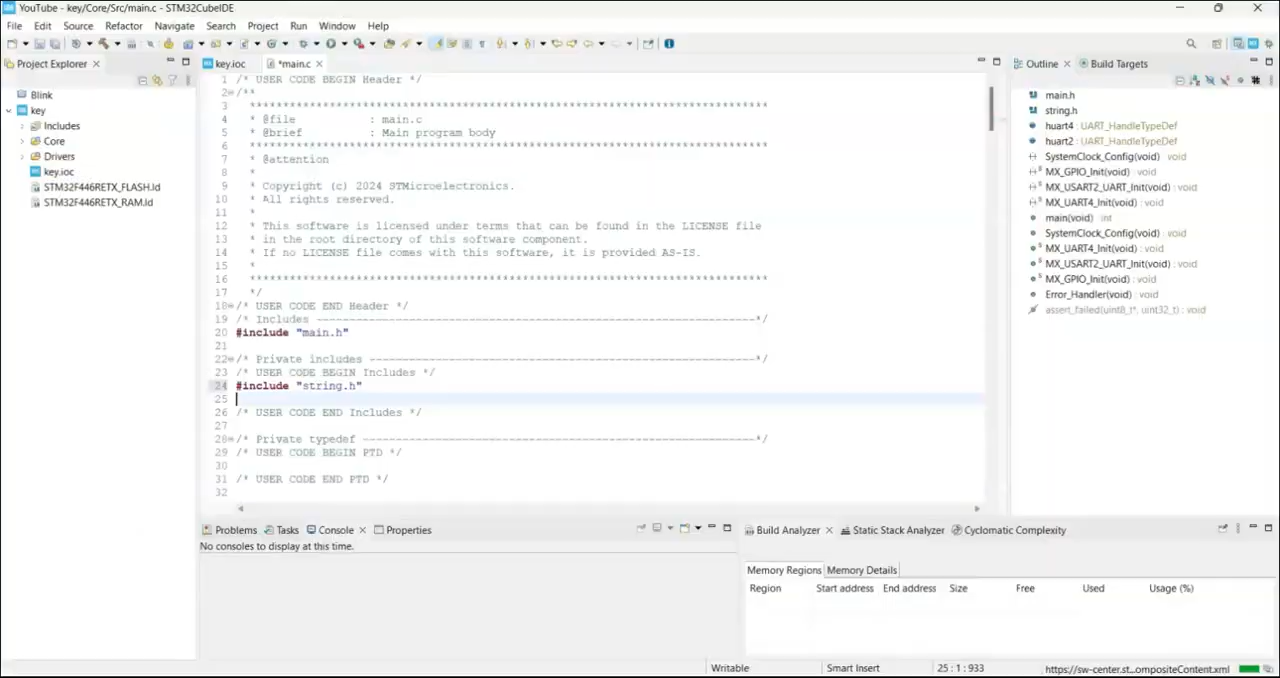 YouTube - key/Core/Src/main.c - STM32CubeIDE
File Edit Source Refactor Navigate Search Project Run Window Help
Project Explorer
key.ioc
*main.c
Outline
Build Targets
Blink
key
Includes
Core
Drivers
key.ioc
STM32F446RETX_FLASH.ld
STM32F446RETX_RAM.ld
1 /* USER CODE BEGIN Header */
2 /**
3 ******************************************************************************
4 * @file : main.c
5 * @brief : Main program body
6 ******************************************************************************
7 * @attention
8 *
9 * Copyright (c) 2024 STMicroelectronics.
10 * All rights reserved.
11 *
12 * This software is licensed under terms that can be found in the LICENSE file
13 * in the root directory of this software component.
14 * If no LICENSE file comes with this software, it is provided AS-IS.
15 *
16 ******************************************************************************
17 */
18 /* USER CODE END Header */
19 /* Includes ------------------------------------------------------------------*/
20 #include "main.h"
21
22 /* Private includes ----------------------------------------------------------*/
23 /* USER CODE BEGIN Includes */
24 #include "string.h"
25
26 /* USER CODE END Includes */
27
28 /* Private typedef -----------------------------------------------------------*/
29 /* USER CODE BEGIN PTD */
30
31 /* USER CODE END PTD */
32
main.h
string.h
huart4 : UART_HandleTypeDef
huart2 : UART_HandleTypeDef
SystemClock_Config(void) : void
MX_GPIO_Init(void) : void
MX_USART2_UART_Init(void) : void
MX_UART4_Init(void) : void
main(void) : int
SystemClock_Config(void) : void
MX_UART4_Init(void) : void
MX_USART2_UART_Init(void) : void
MX_GPIO_Init(void) : void
Error_Handler(void) : void
assert_failed(uint8_t*, uint32_t) : void
Problems Tasks Console Properties
No consoles to display at this time.
Build Analyzer Static Stack Analyzer Cyclomatic Complexity
Memory Regions Memory Details
Region Start address End address Size Free Used Usage (%)
Writable Smart Insert 25 : 1 : 933 https://sw-center.st...ompositeContent.xml